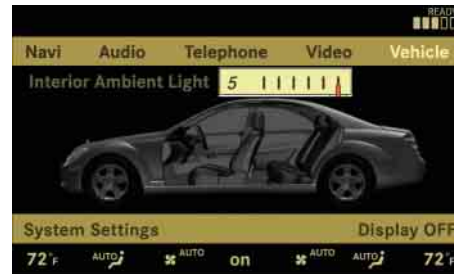 READY
Navi Audio Telephone Video Vehicle
Interior Ambient Light 5
System Settings Display OFF
72°F AUTO AUTO on AUTO AUTO 72°F